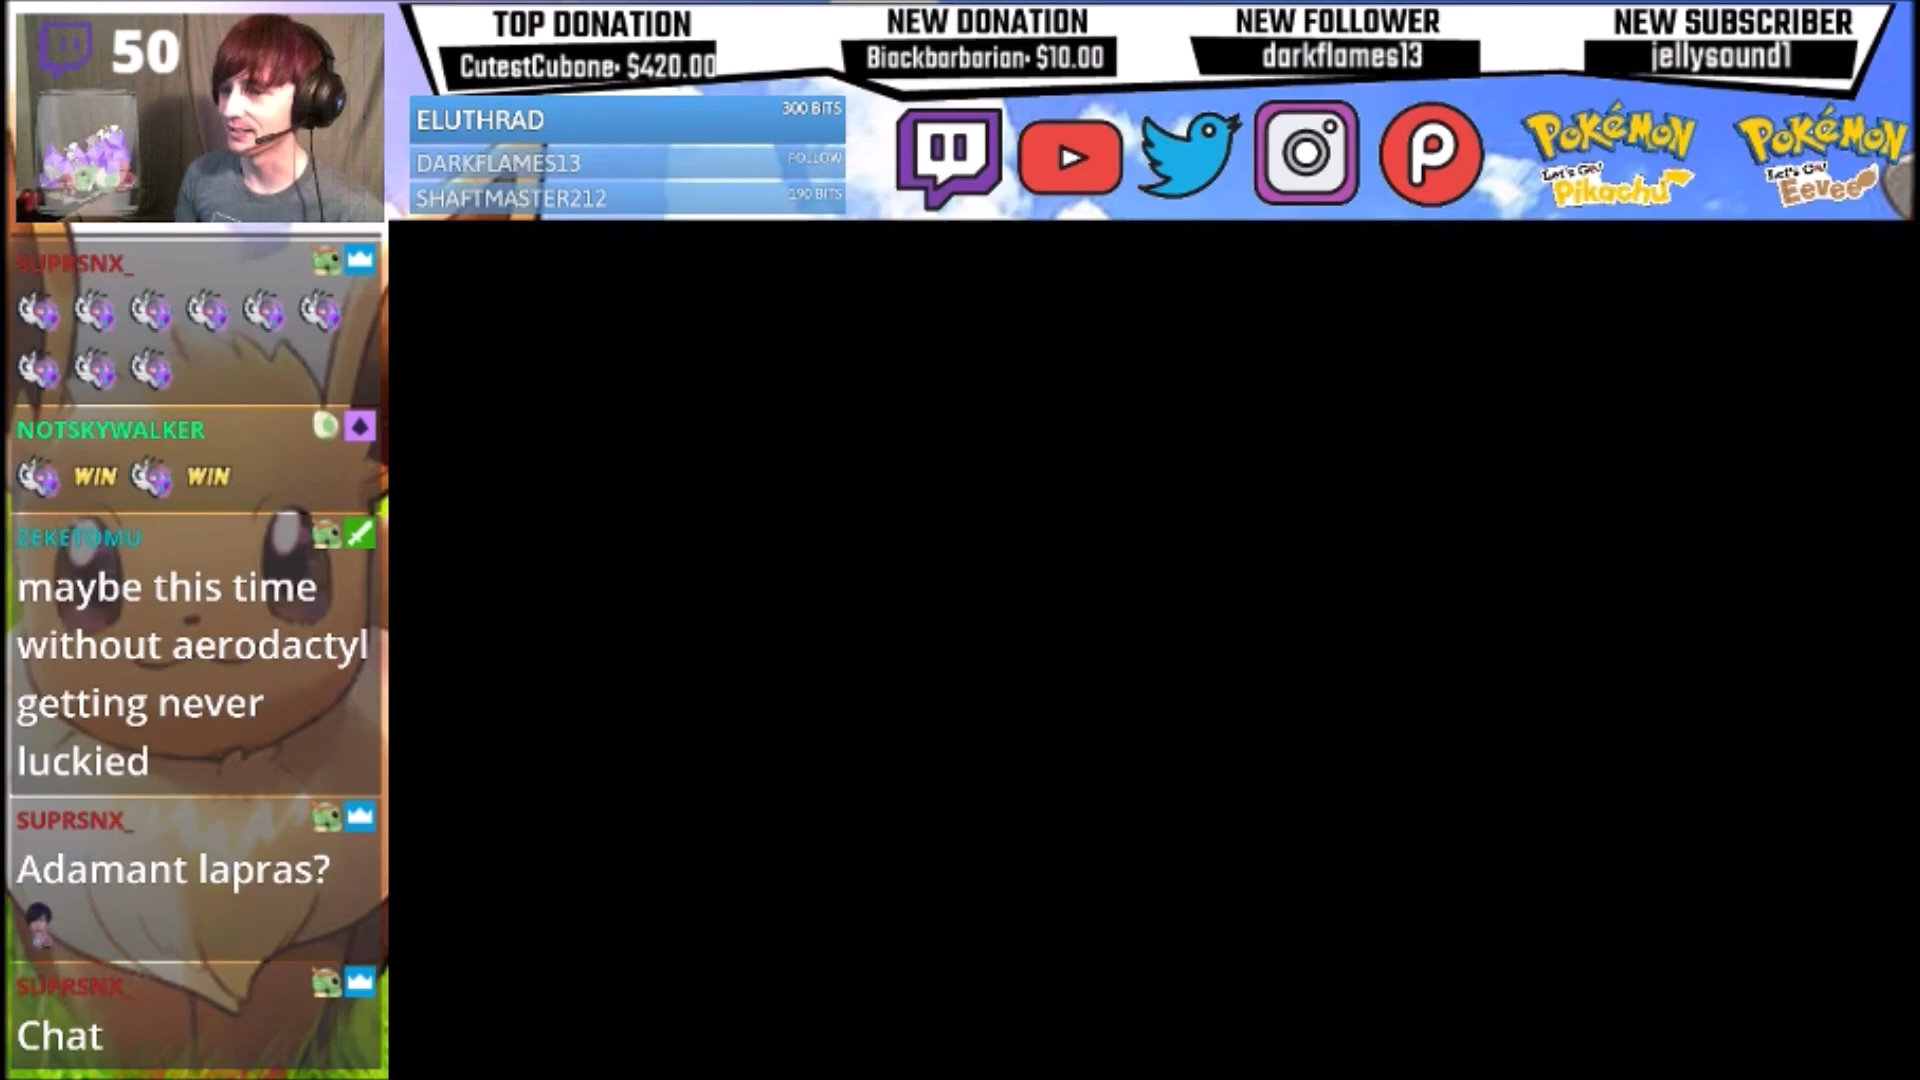 50
TOP DONATION
CutestCubone• $420.00
NEW DONATION
Blackbarbarian• $10.00
NEW FOLLOWER
darkflames13
NEW SUBSCRIBER
jellysound1
ELUTHRAD 300 BITS
DARKFLAMES13 FOLLOW
SHAFTMASTER212 190 BITS
POKéMON
Let's Go!
Pikachu
POKéMON
Let's Go!
Eevee
SUPRSNX_
NOTSKYWALKER
WIN WIN
ZEKETOMU
maybe this time
without aerodactyl
getting never
luckied
SUPRSNX_
Adamant lapras?
SUPRSNX_
Chat